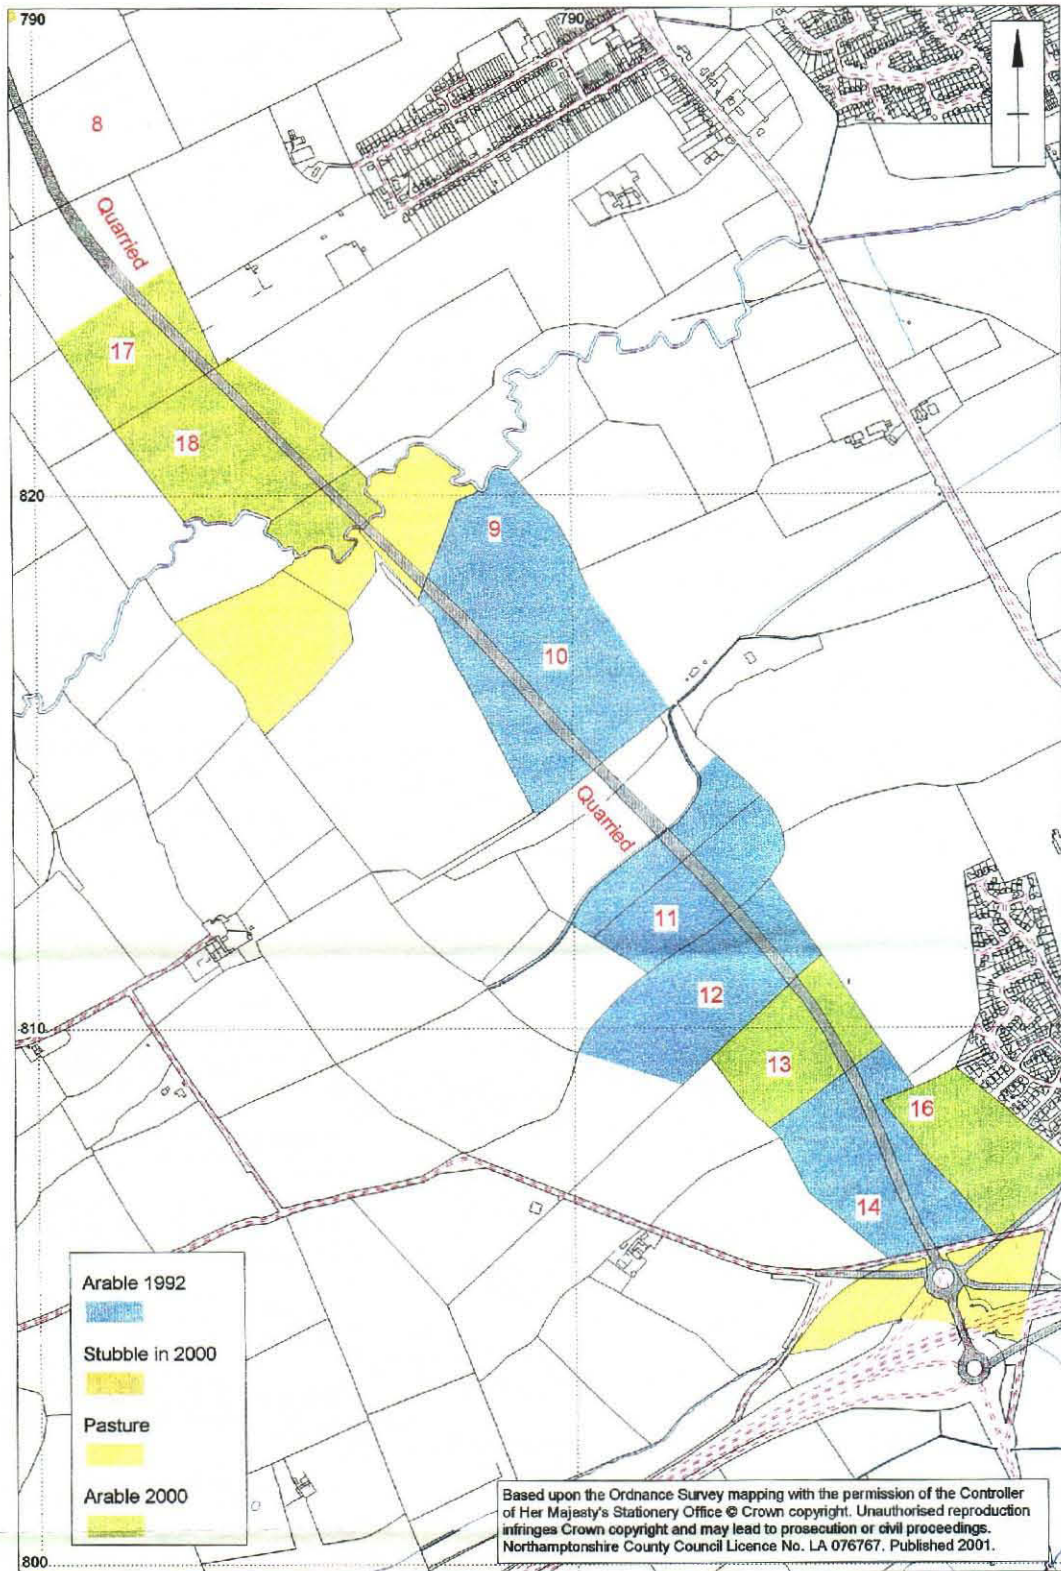 790
790
8
Quarried
17
18
820
9
10
Quarried
11
12
810
13
16
14
Arable 1992
Stubble in 2000
Pasture
Arable 2000
Based upon the Ordnance Survey mapping with the permission of the Controller
of Her Majesty's Stationery Office © Crown copyright. Unauthorised reproduction
infringes Crown copyright and may lead to prosecution or civil proceedings.
Northamptonshire County Council Licence No. LA 076767. Published 2001.
800